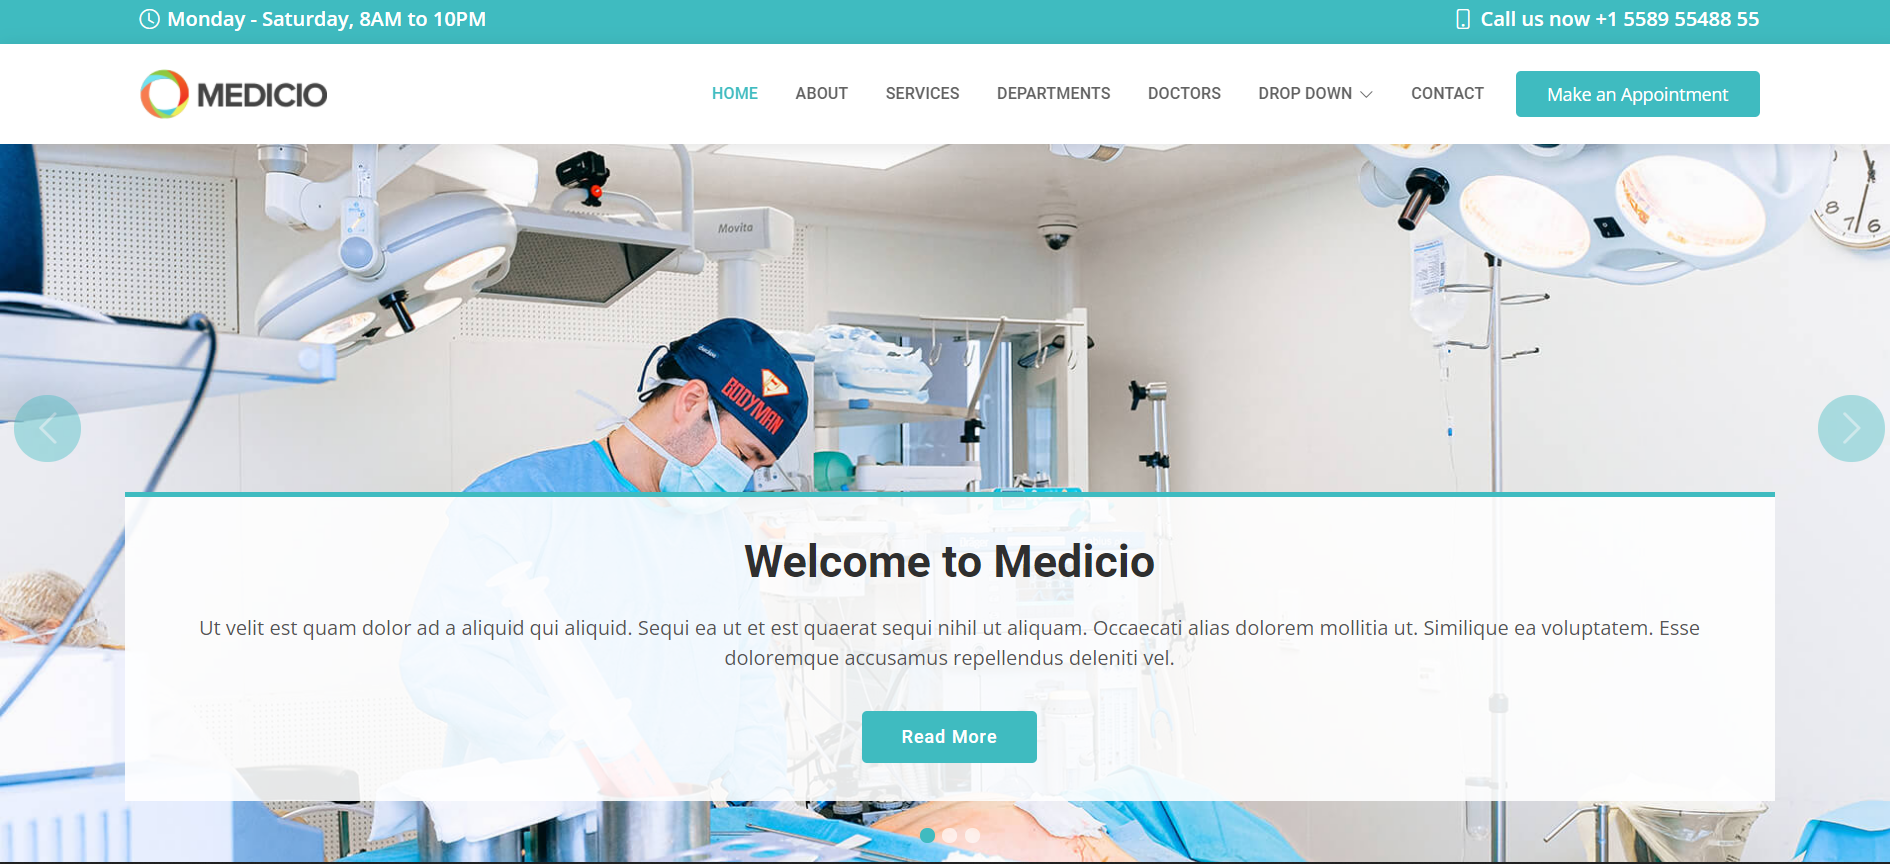 Monday - Saturday, 8AM to 10PM
Call us now +1 5589 55488 55
MEDICIO
HOME ABOUT SERVICES DEPARTMENTS DOCTORS DROP DOWN CONTACT Make an Appointment
Movita
8 7 6
BODYMAN
Welcome to Medicio
Ut velit est quam dolor ad a aliquid qui aliquid. Sequi ea ut et est quaerat sequi nihil ut aliquam. Occaecati alias dolorem mollitia ut. Similique ea voluptatem. Esse
doloremque accusamus repellendus deleniti vel.
Read More